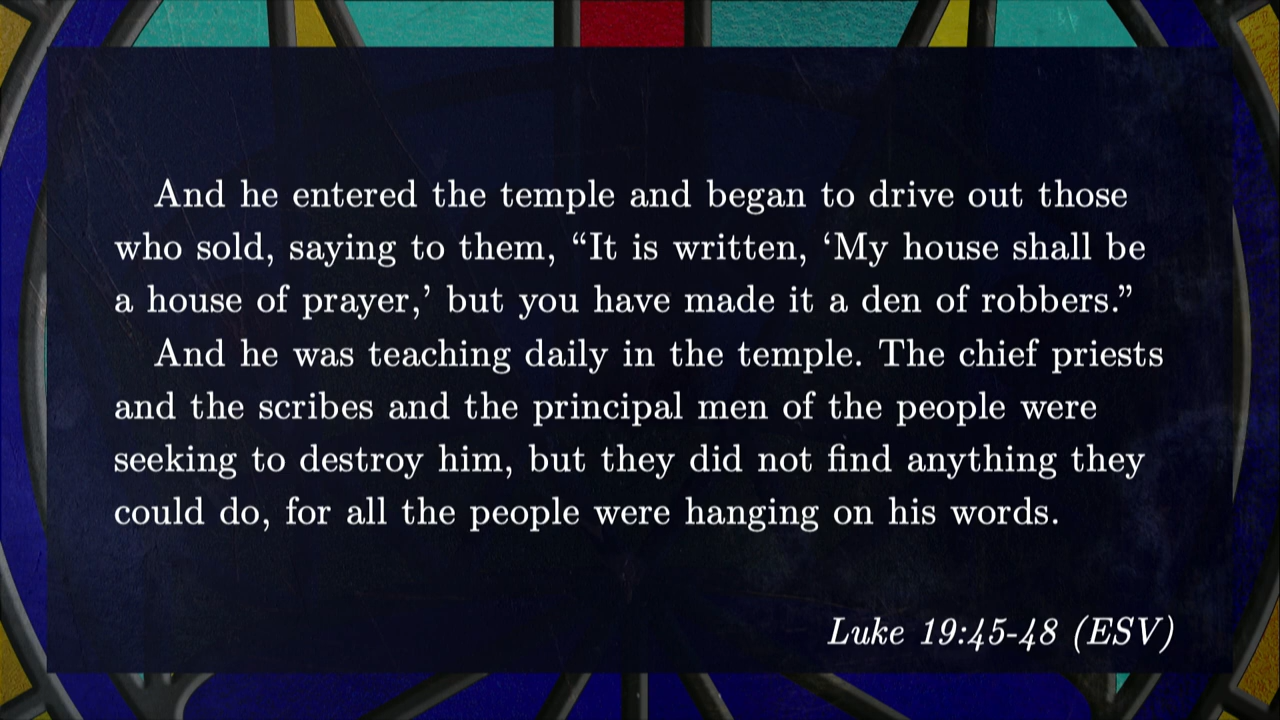 And he entered the temple and began to drive out those
who sold, saying to them, “It is written, ‘My house shall be
a house of prayer,’ but you have made it a den of robbers.”
And he was teaching daily in the temple. The chief priests
and the scribes and the principal men of the people were
seeking to destroy him, but they did not find anything they
could do, for all the people were hanging on his words.
Luke 19:45-48 (ESV)